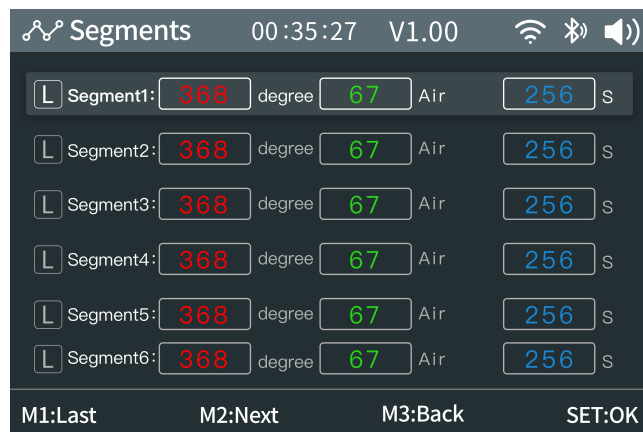 Segments 00:35:27 V1.00
L Segment1: 368 degree 67 Air 256 S
L Segment2: 368 degree 67 Air 256 S
L Segment3: 368 degree 67 Air 256 S
L Segment4: 368 degree 67 Air 256 S
L Segment5: 368 degree 67 Air 256 S
L Segment6: 368 degree 67 Air 256 S
M1:Last M2:Next M3:Back SET:OK